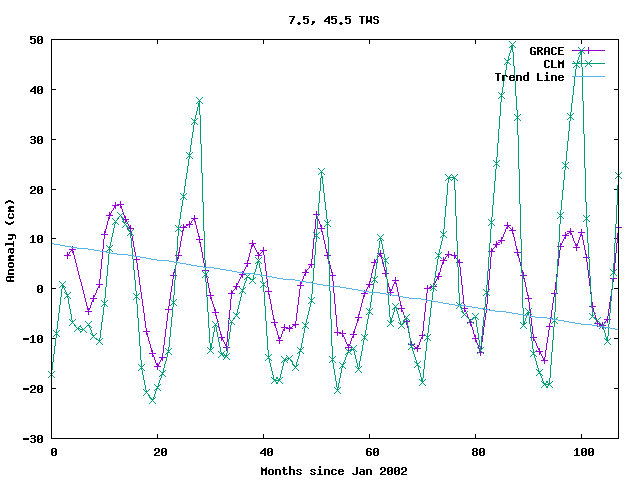 7.5, 45.5 TWS
GRACE
CLM
Trend Line
Anomaly (cm)
50
40
30
20
10
0
-10
-20
-30
0 20 40 60 80 100
Months since Jan 2002